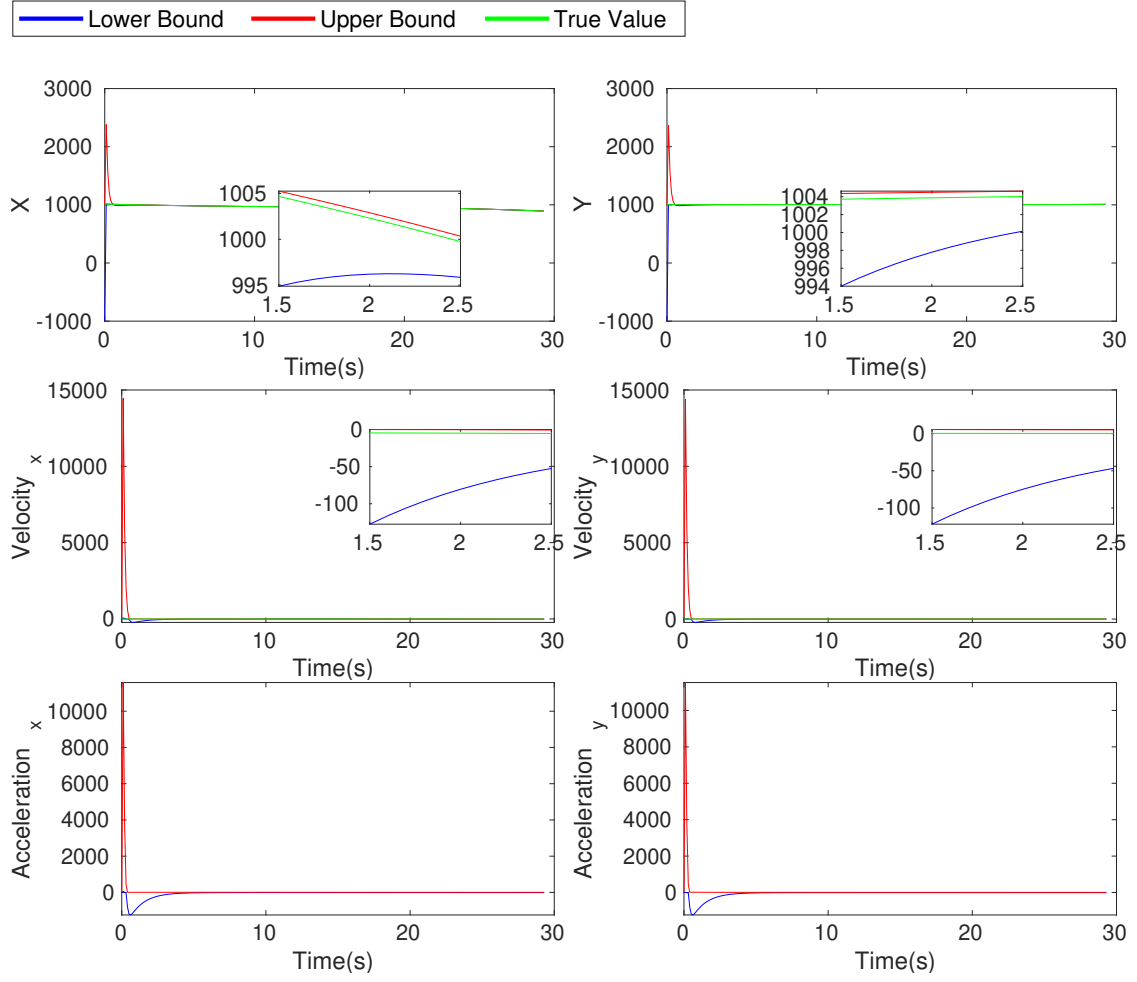 Lower Bound Upper Bound True Value
3000
2000
1000
0
-1000
X
0 10 20 30
Time(s)
1005
1000
995
1.5 2 2.5
3000
2000
1000
0
-1000
Y
0 10 20 30
Time(s)
1004
1002
1000
998
996
994
1.5 2 2.5
15000
10000
5000
0
Velocity x
0 10 20 30
Time(s)
0
-50
-100
1.5 2 2.5
15000
10000
5000
0
Velocity y
0 10 20 30
Time(s)
0
-50
-100
1.5 2 2.5
10000
8000
6000
4000
2000
0
Acceleration x
0 10 20 30
Time(s)
10000
8000
6000
4000
2000
0
Acceleration y
0 10 20 30
Time(s)